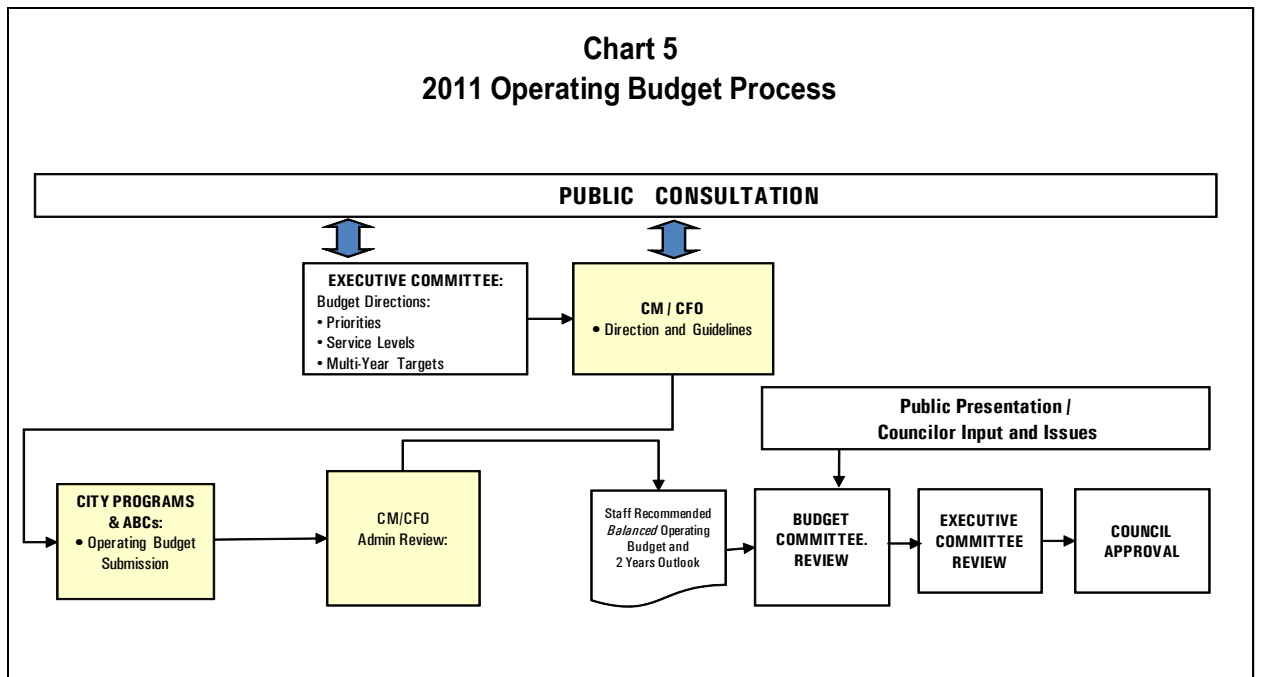 Chart 5
2011 Operating Budget Process
PUBLIC CONSULTATION
EXECUTIVE COMMITTEE:
Budget Directions:
• Priorities
• Service Levels
• Multi-Year Targets
CM / CFO
• Direction and Guidelines
Public Presentation /
Councilor Input and Issues
CITY PROGRAMS
& ABCs:
• Operating Budget
Submission
CM/CFO
Admin Review:
Staff Recommended
Balanced Operating
Budget and
2 Years Outlook
BUDGET
COMMITTEE.
REVIEW
EXECUTIVE
COMMITTEE
REVIEW
COUNCIL
APPROVAL